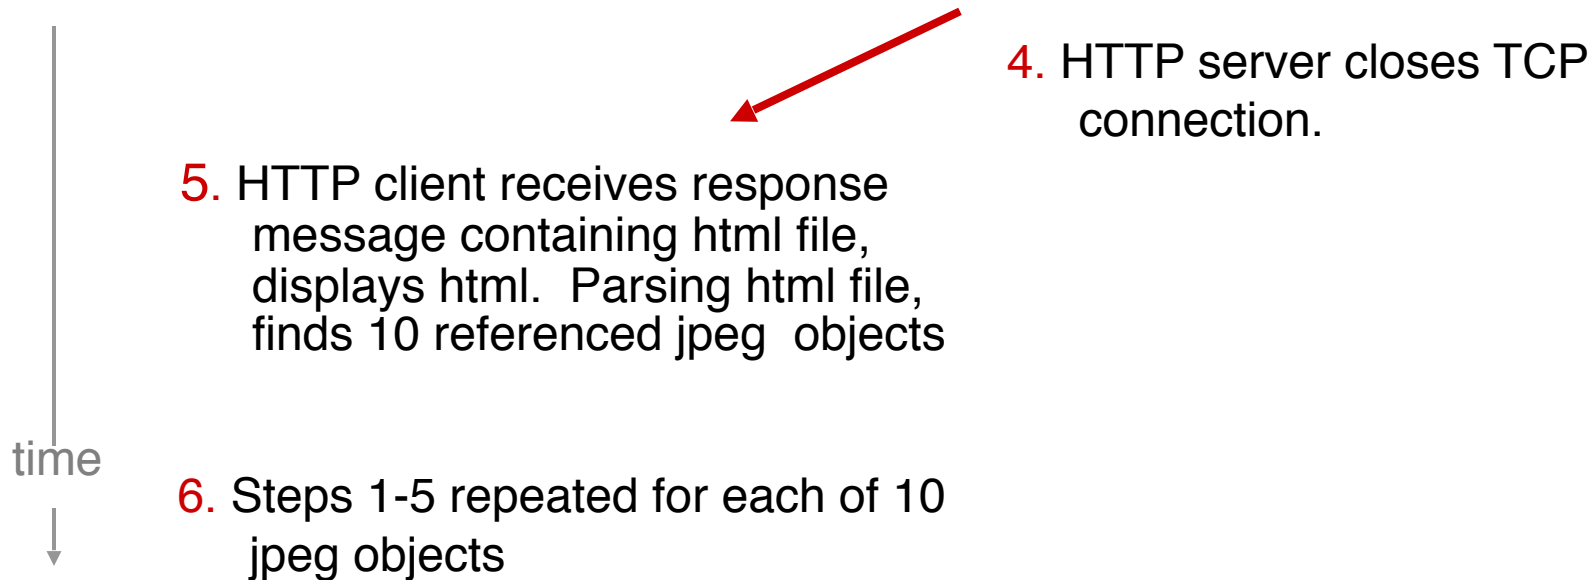 4. HTTP server closes TCP
connection.
5. HTTP client receives response
message containing html file,
displays html.  Parsing html file,
finds 10 referenced jpeg  objects
time
6. Steps 1-5 repeated for each of 10
jpeg objects